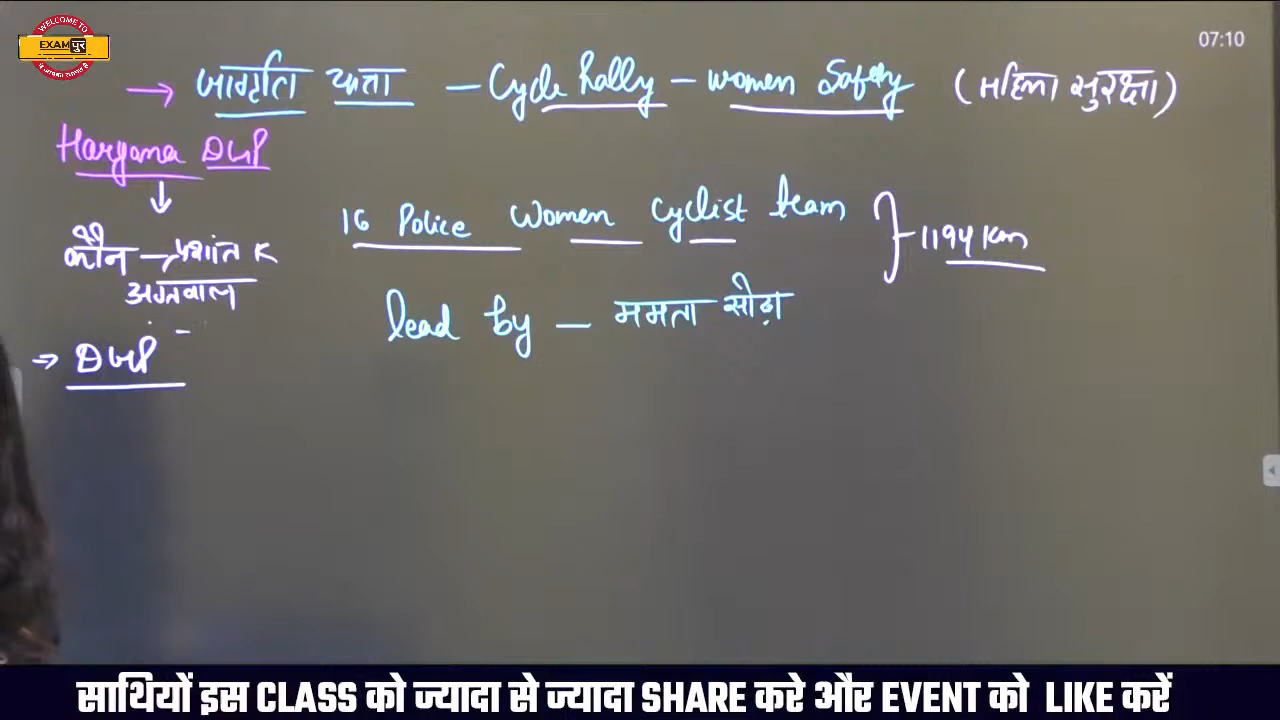 WELCOME TO
EXAMपुर
07:10
→ जागृति यात्रा — Cycle Rally – women Safety (महिला सुरक्षा)
Haryana DGP
↓
कौन → प्रशांत K
अग्रवाल
→ DGP
16 Police Women Cyclist team } 1194 Km
lead by — ममता सौदा
साथियों इस CLASS को ज्यादा से ज्यादा SHARE करे और EVENT को LIKE करें